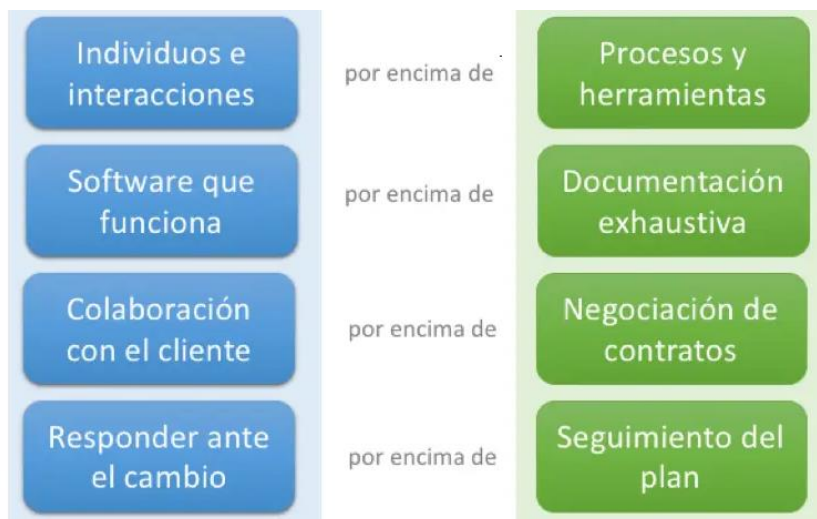 Individuos e
interacciones
por encima de
Procesos y
herramientas
Software que
funciona
por encima de
Documentación
exhaustiva
Colaboración
con el cliente
por encima de
Negociación de
contratos
Responder ante
el cambio
por encima de
Seguimiento del
plan